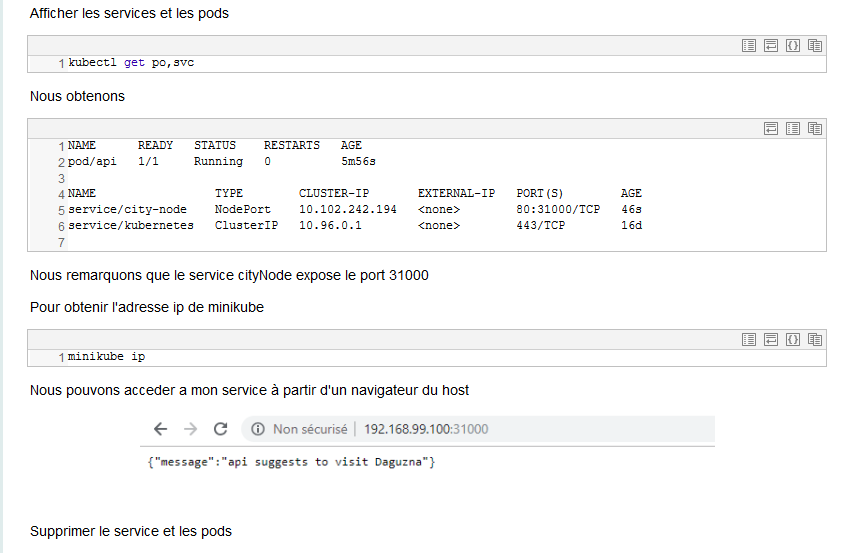 Afficher les services et les pods
1 kubectl get po,svc
Nous obtenons
1 NAME READY STATUS RESTARTS AGE
2 pod/api 1/1 Running 0 5m56s
3
4 NAME TYPE CLUSTER-IP EXTERNAL-IP PORT(S) AGE
5 service/city-node NodePort 10.102.242.194 <none> 80:31000/TCP 46s
6 service/kubernetes ClusterIP 10.96.0.1 <none> 443/TCP 16d
7
Nous remarquons que le service cityNode expose le port 31000
Pour obtenir l'adresse ip de minikube
1 minikube ip
Nous pouvons acceder a mon service à partir d'un navigateur du host
Non sécurisé | 192.168.99.100:31000
{"message":"api suggests to visit Daguzna"}
Supprimer le service et les pods